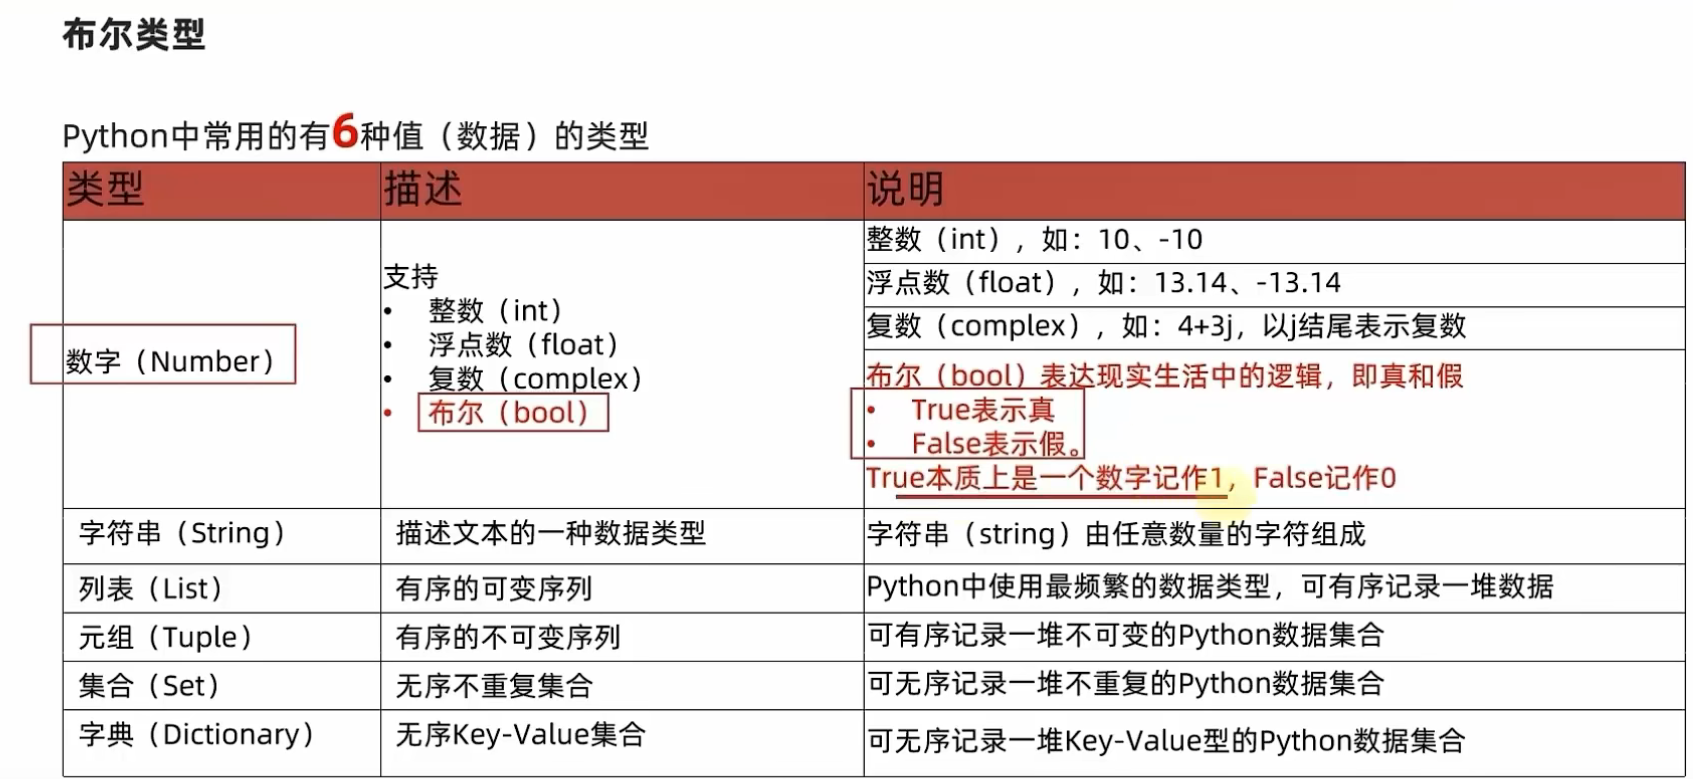 布尔类型
Python中常用的有6种值（数据）的类型
类型 描述 说明
数字（Number）
支持
• 整数（int）
• 浮点数（float）
• 复数（complex）
• 布尔（bool）
整数（int），如：10、-10
浮点数（float），如：13.14、-13.14
复数（complex），如：4+3j，以j结尾表示复数
布尔（bool）表达现实生活中的逻辑，即真和假
• True表示真
• False表示假。
True本质上是一个数字记作1，False记作0
字符串（String） 描述文本的一种数据类型 字符串（string）由任意数量的字符组成
列表（List） 有序的可变序列 Python中使用最频繁的数据类型，可有序记录一堆数据
元组（Tuple） 有序的不可变序列 可有序记录一堆不可变的Python数据集合
集合（Set） 无序不重复集合 可无序记录一堆不重复的Python数据集合
字典（Dictionary） 无序Key-Value集合 可无序记录一堆Key-Value型的Python数据集合